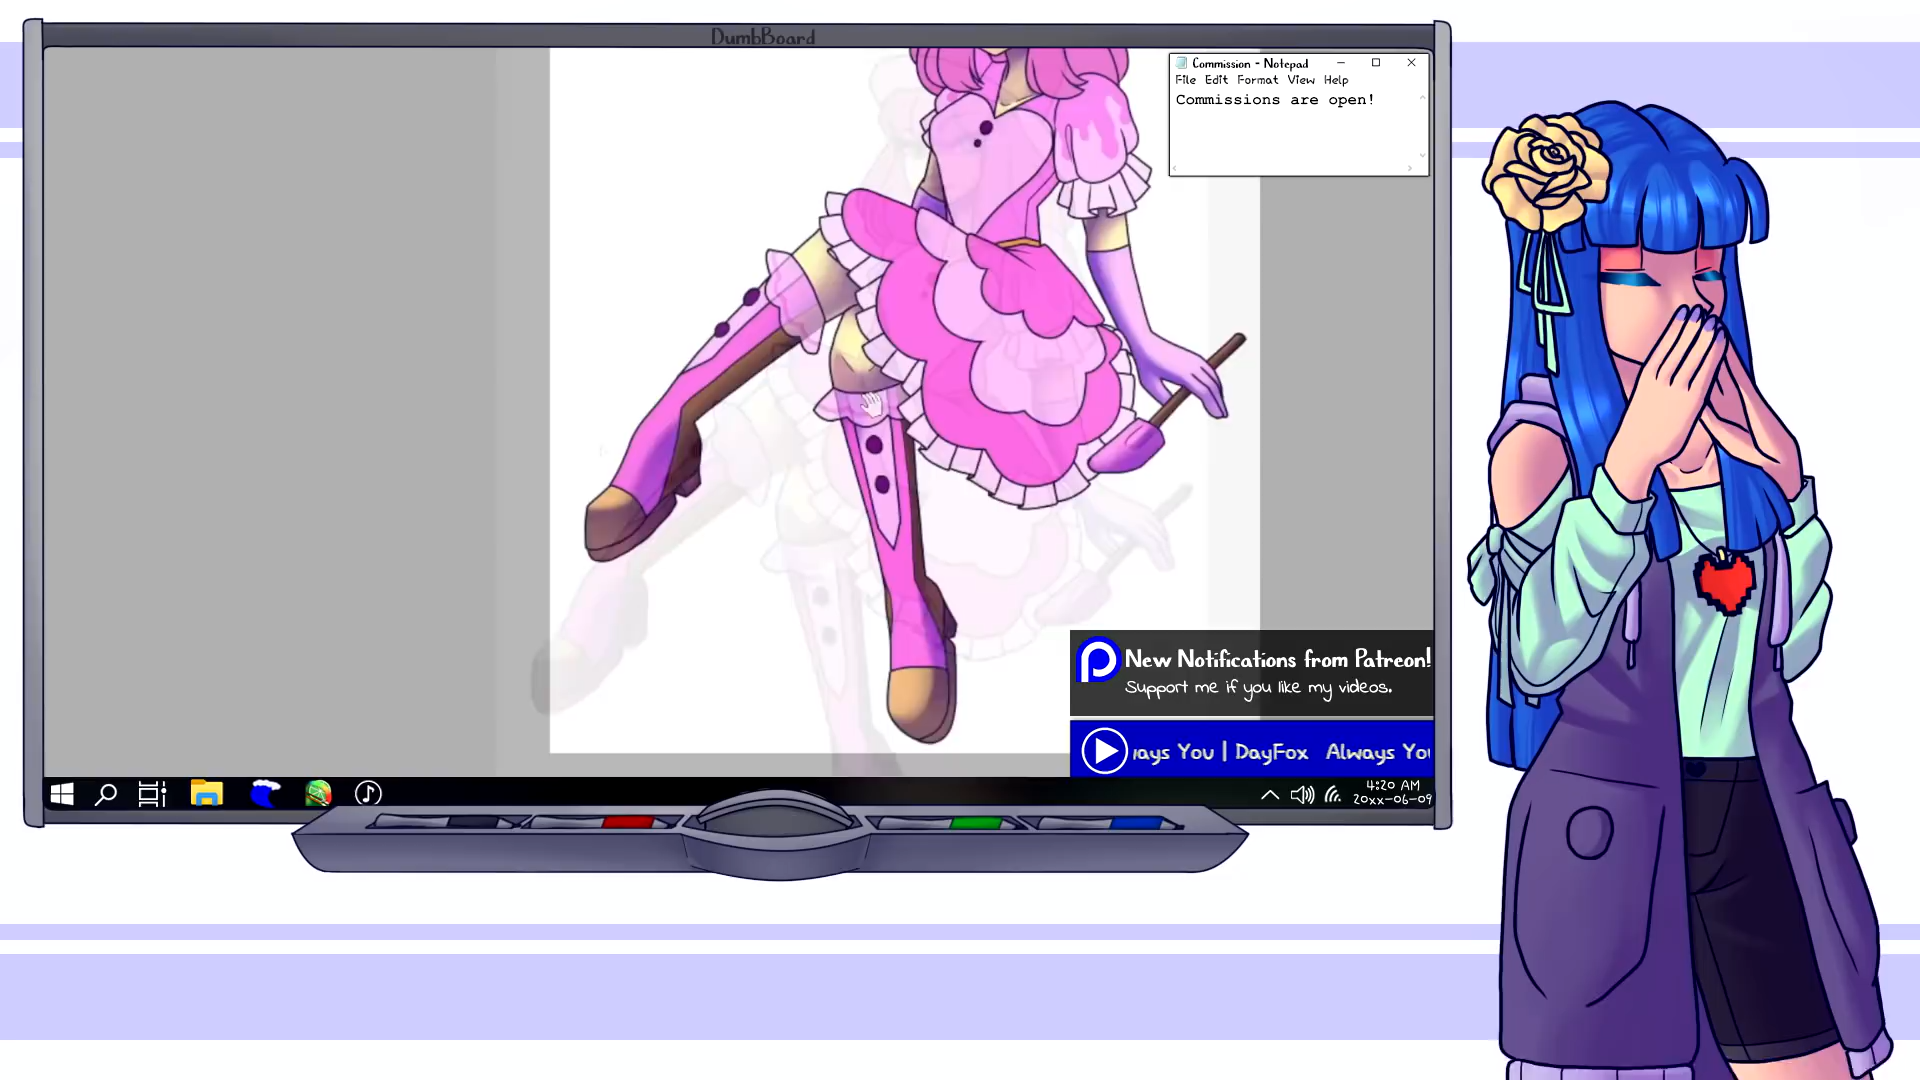 DumbBoard
Commission - Notepad
File Edit Format View Help
Commissions are open!
New Notifications from Patreon!
Support me if you like my videos.
ays You | DayFox Always Yo
4:20 AM
20xx-06-09